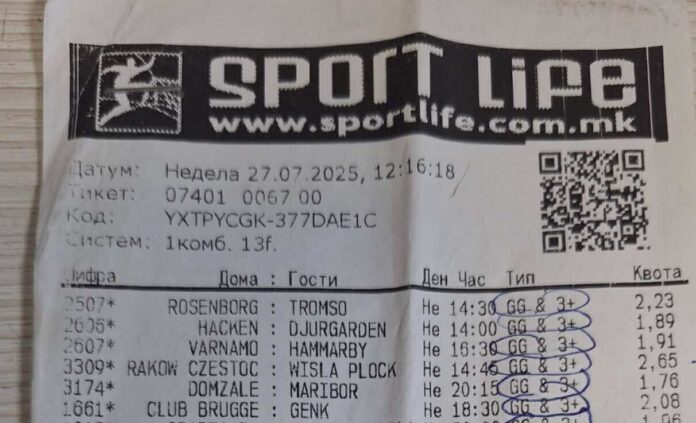 SPORT LIFE
www.sportlife.com.mk
Датум: Недела 27.07.2025, 12:16:18
Тикет: 07401 0067 00
Код: YXTPYCGK-377DAE1C
Систем: 1комб. 13f.
Шифра Дома : Гости Ден Час Тип Квота
2507* ROSENBORG : TROMSO Не 14:30 GG & 3+ 2,23
2605* HACKEN : DJURGARDEN Не 14:00 GG & 3+ 1,89
2607* VARNAMO : HAMMARBY Не 16:30 GG & 3+ 1,91
3309* RAKOW CZESTOC : WISLA PLOCK Не 14:45 GG & 3+ 2,65
3174* DOMZALE : MARIBOR Не 20:15 GG & 3+ 1,76
1661* CLUB BRUGGE : GENK Не 18:30 GG & 3+ 2,08